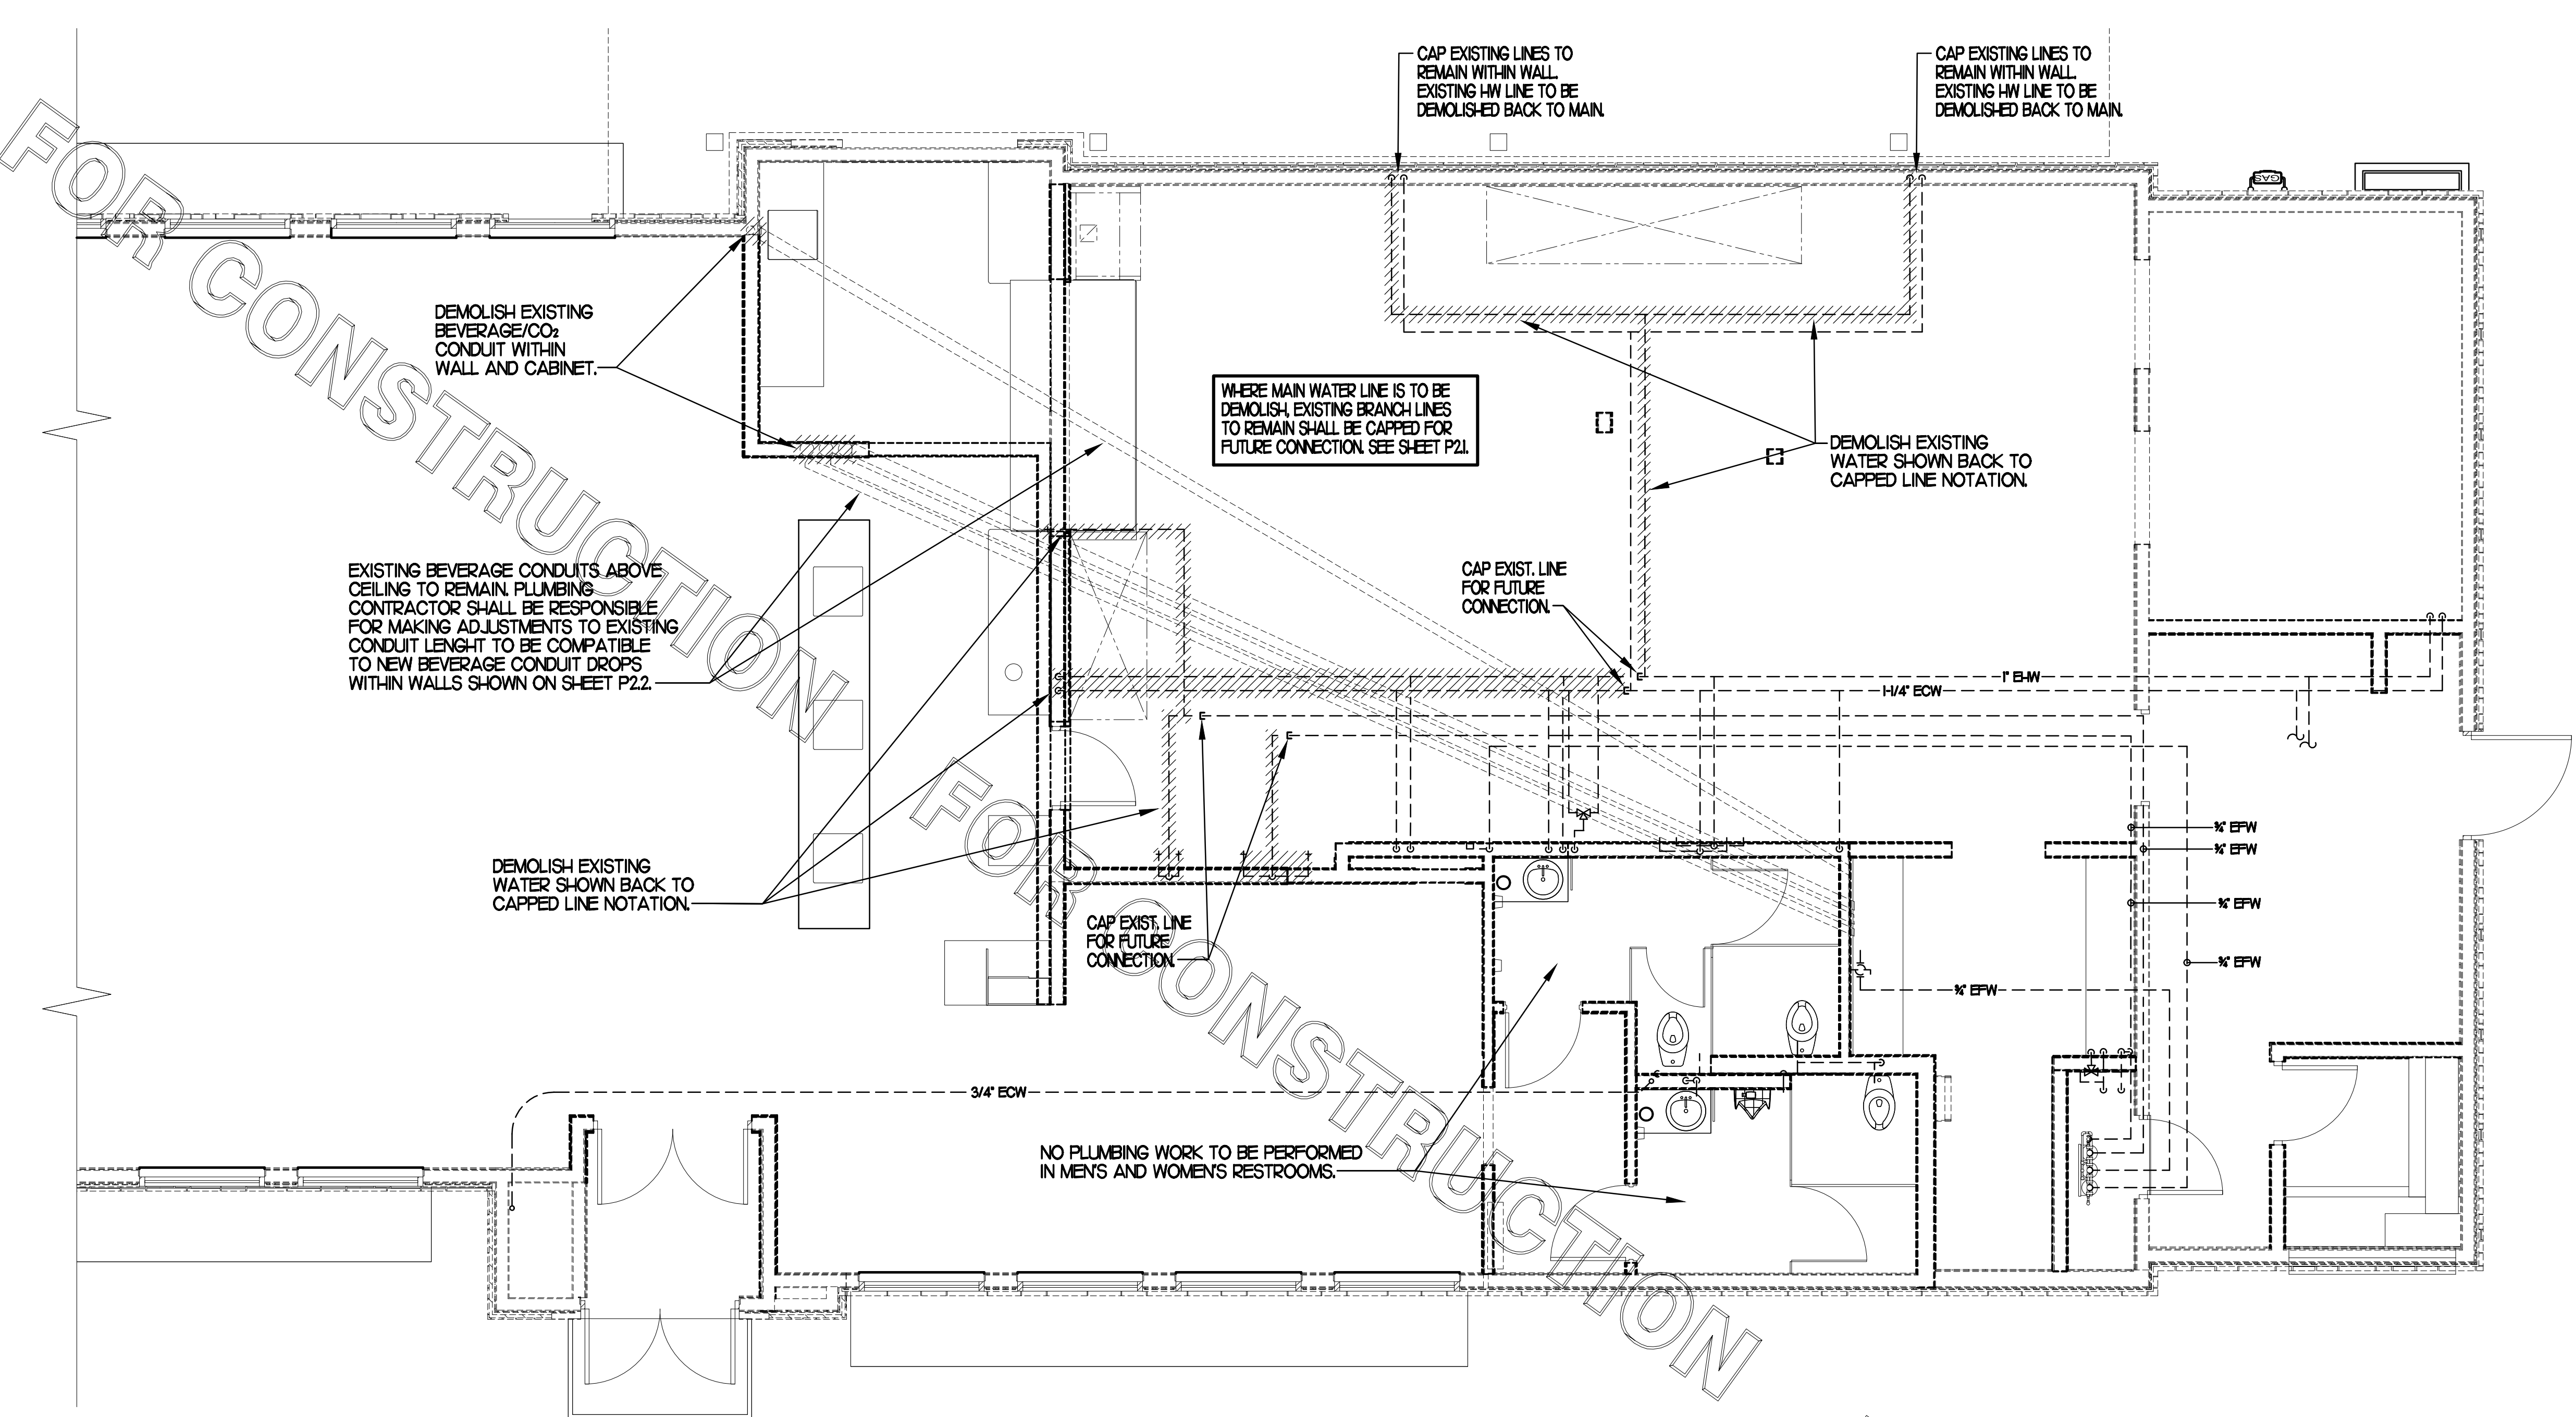 CAP EXISTING LINES TO
REMAIN WITHIN WALL.
EXISTING HW LINE TO BE
DEMOLISHED BACK TO MAIN.
CAP EXISTING LINES TO
REMAIN WITHIN WALL.
EXISTING HW LINE TO BE
DEMOLISHED BACK TO MAIN.
GAS
FOR CONSTRUCTION
DEMOLISH EXISTING
BEVERAGE/CO₂
CONDUIT WITHIN
WALL AND CABINET.
WHERE MAIN WATER LINE IS TO BE
DEMOLISH, EXISTING BRANCH LINES
TO REMAIN SHALL BE CAPPED FOR
FUTURE CONNECTION. SEE SHEET P2.1.
DEMOLISH EXISTING
WATER SHOWN BACK TO
CAPPED LINE NOTATION.
EXISTING BEVERAGE CONDUITS ABOVE
CEILING TO REMAIN. PLUMBING
CONTRACTOR SHALL BE RESPONSIBLE
FOR MAKING ADJUSTMENTS TO EXISTING
CONDUIT LENGHT TO BE COMPATIBLE
TO NEW BEVERAGE CONDUIT DROPS
WITHIN WALLS SHOWN ON SHEET P2.2.
CAP EXIST. LINE
FOR FUTURE
CONNECTION.
1" EHW
1-1/4" ECW
FOR CONSTRUCTION
¾" EFW
¾" EFW
¾" EFW
¾" EFW
¾" EFW
DEMOLISH EXISTING
WATER SHOWN BACK TO
CAPPED LINE NOTATION.
CAP EXIST. LINE
FOR FUTURE
CONNECTION.
3/4" ECW
NO PLUMBING WORK TO BE PERFORMED
IN MEN'S AND WOMEN'S RESTROOMS.